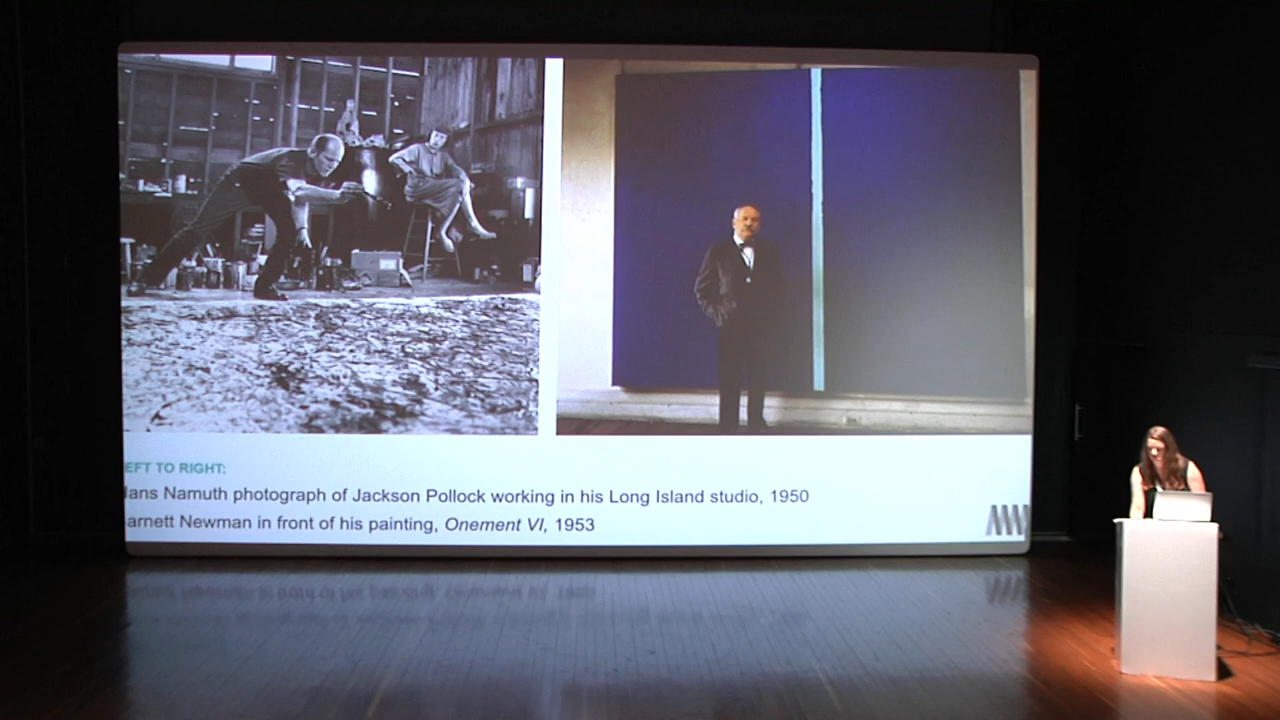 EFT TO RIGHT:
ans Namuth photograph of Jackson Pollock working in his Long Island studio, 1950
arnett Newman in front of his painting, Onement VI, 1953